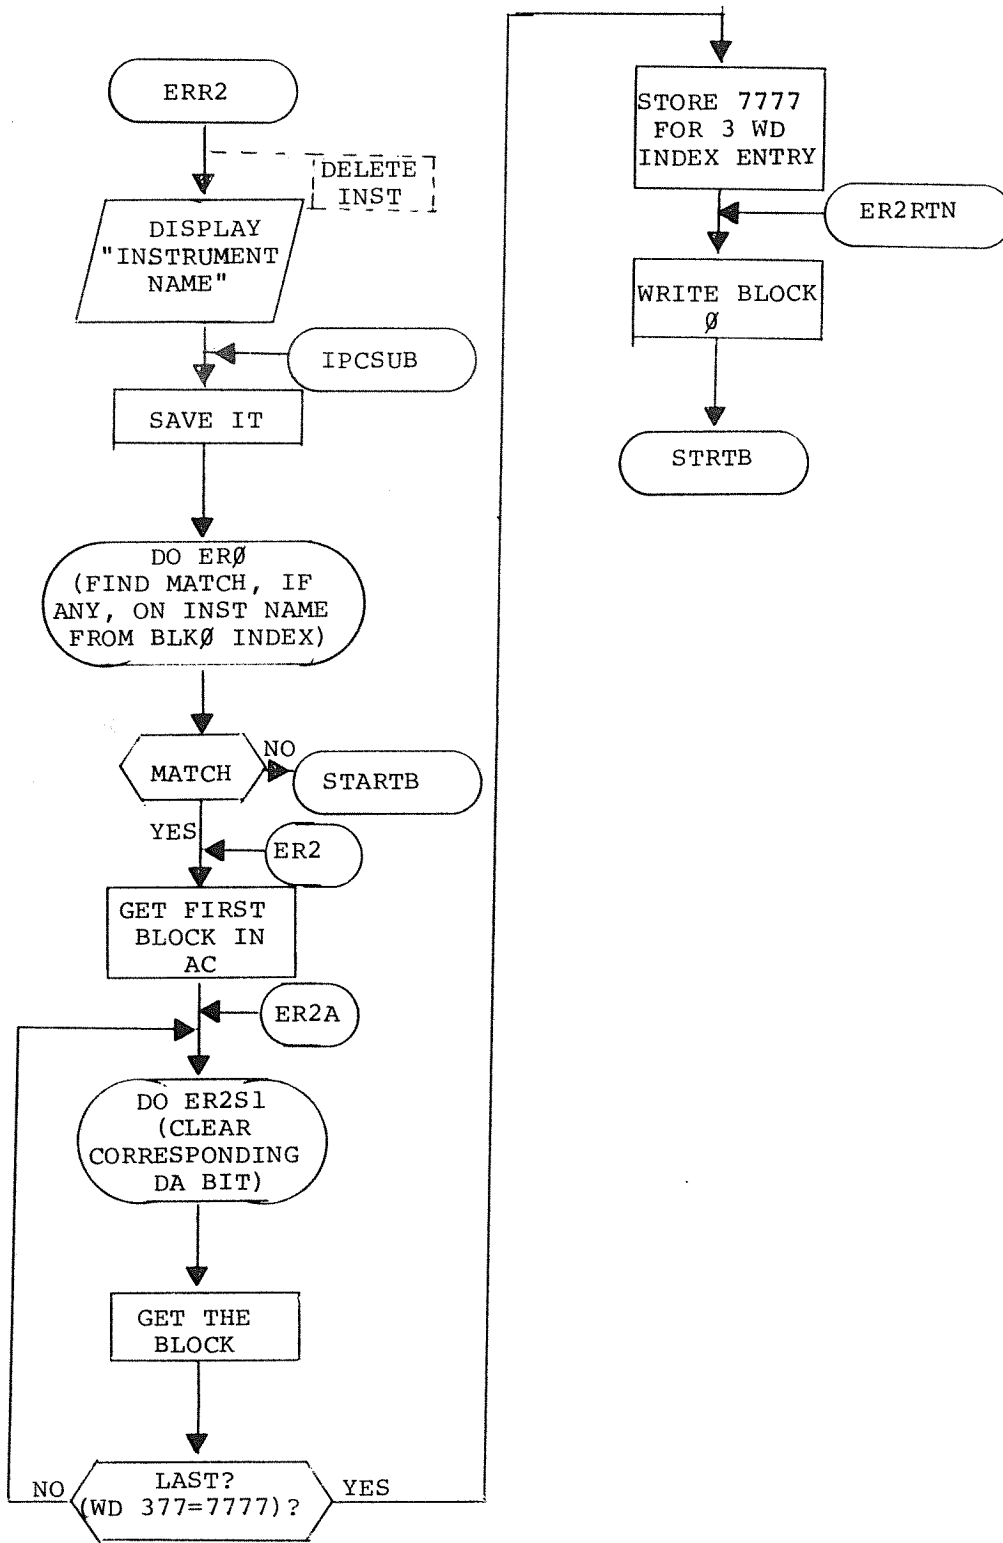 ERR2
DELETE
INST
DISPLAY
"INSTRUMENT
NAME"
IPCSUB
SAVE IT
DO ERØ
(FIND MATCH, IF
ANY, ON INST NAME
FROM BLKØ INDEX)
MATCH
NO
STARTB
YES
ER2
GET FIRST
BLOCK IN
AC
ER2A
DO ER2S1
(CLEAR
CORRESPONDING
DA BIT)
GET THE
BLOCK
NO
LAST?
(WD 377=7777)?
YES
STORE 7777
FOR 3 WD
INDEX ENTRY
ER2RTN
WRITE BLOCK
Ø
STRTB